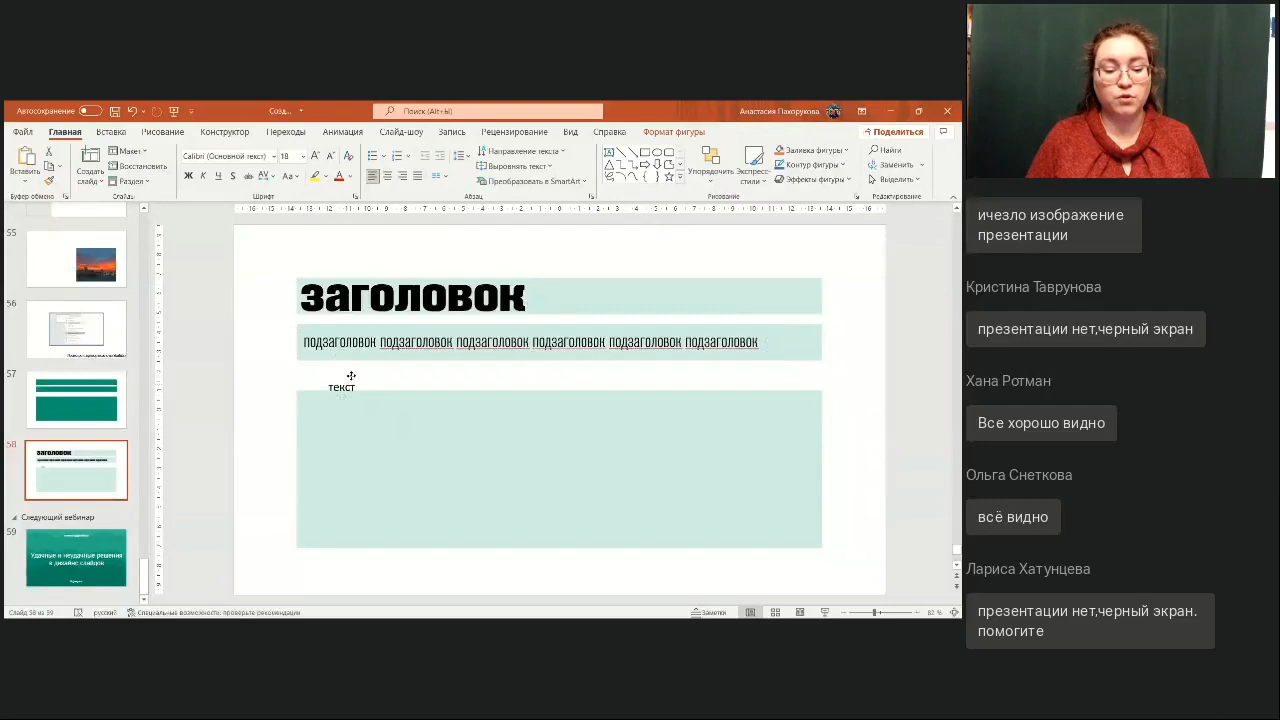 Автосохранение
Созд...
Поиск (Alt+Ы)
Анастасия Пахорукова
Файл Главная Вставка Рисование Конструктор Переходы Анимация Слайд-шоу Запись Рецензирование Вид Справка Формат фигуры Поделиться
Вставить
Буфер обмена
Создать слайд
Макет
Восстановить
Раздел
Слайды
Calibri (Основной текст) 18
Шрифт
Направление текста
Выровнять текст
Преобразовать в SmartArt
Абзац
Упорядочить
Экспресс-стили
Заливка фигуры
Контур фигуры
Эффекты фигуры
Рисование
Найти
Заменить
Выделить
Редактирование
55
56
57
58
заголовок
Следующий вебинар
59
Удачные и неудачные решения
в дизайне слайдов
заголовок
подзаголовок подзаголовок подзаголовок подзаголовок подзаголовок подзаголовок
текст
Слайд 58 из 59
русский
Специальные возможности: проверьте рекомендации
Заметки
82 %
ичезло изображение
презентации
Кристина Таврунова
презентации нет,черный экран
Хана Ротман
Все хорошо видно
Ольга Снеткова
всё видно
Лариса Хатунцева
презентации нет,черный экран.
помогите